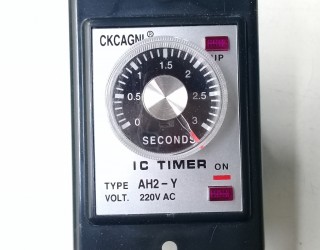 CKCAGNL®
UP
0 0.5 1 1.5 2 2.5 3
SECONDS
IC TIMER ON
TYPE AH2-Y
VOLT. 220V AC